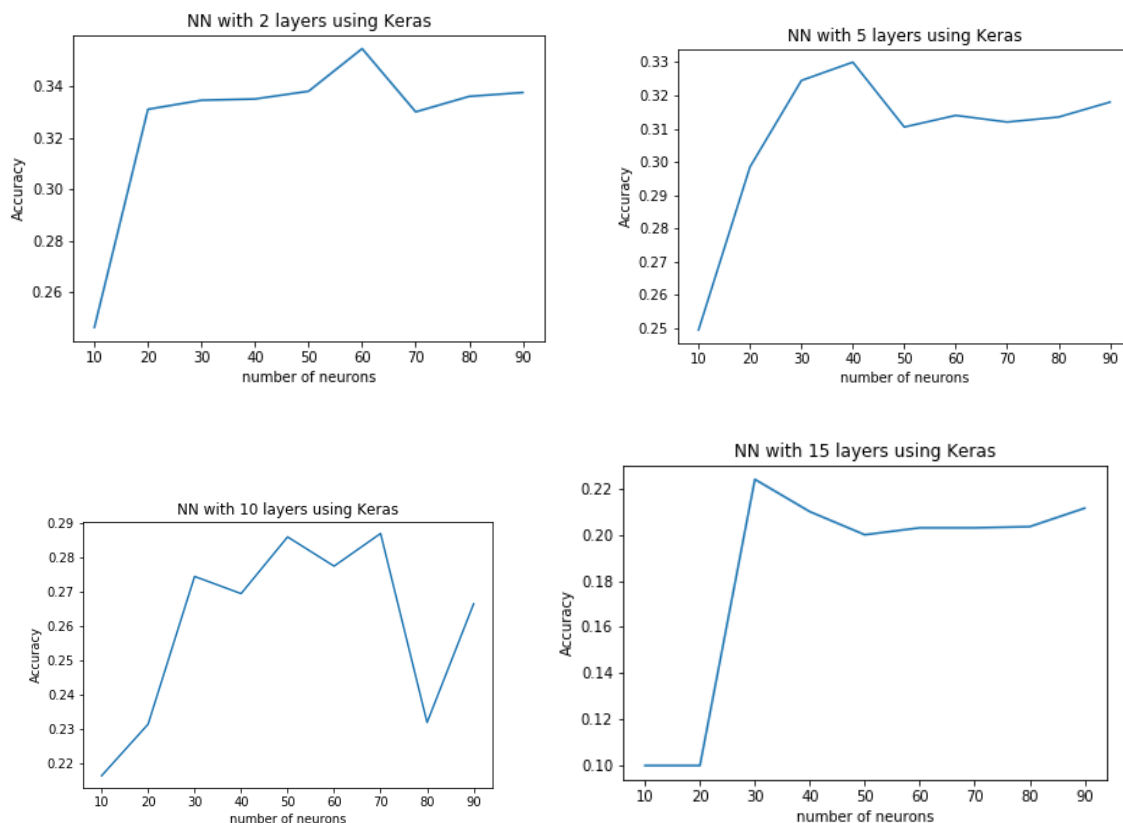 NN with 2 layers using Keras
Accuracy
0.34
0.32
0.30
0.28
0.26
10 20 30 40 50 60 70 80 90
number of neurons
NN with 5 layers using Keras
Accuracy
0.33
0.32
0.31
0.30
0.29
0.28
0.27
0.26
0.25
10 20 30 40 50 60 70 80 90
number of neurons
NN with 10 layers using Keras
Accuracy
0.29
0.28
0.27
0.26
0.25
0.24
0.23
0.22
10 20 30 40 50 60 70 80 90
number of neurons
NN with 15 layers using Keras
Accuracy
0.22
0.20
0.18
0.16
0.14
0.12
0.10
10 20 30 40 50 60 70 80 90
number of neurons